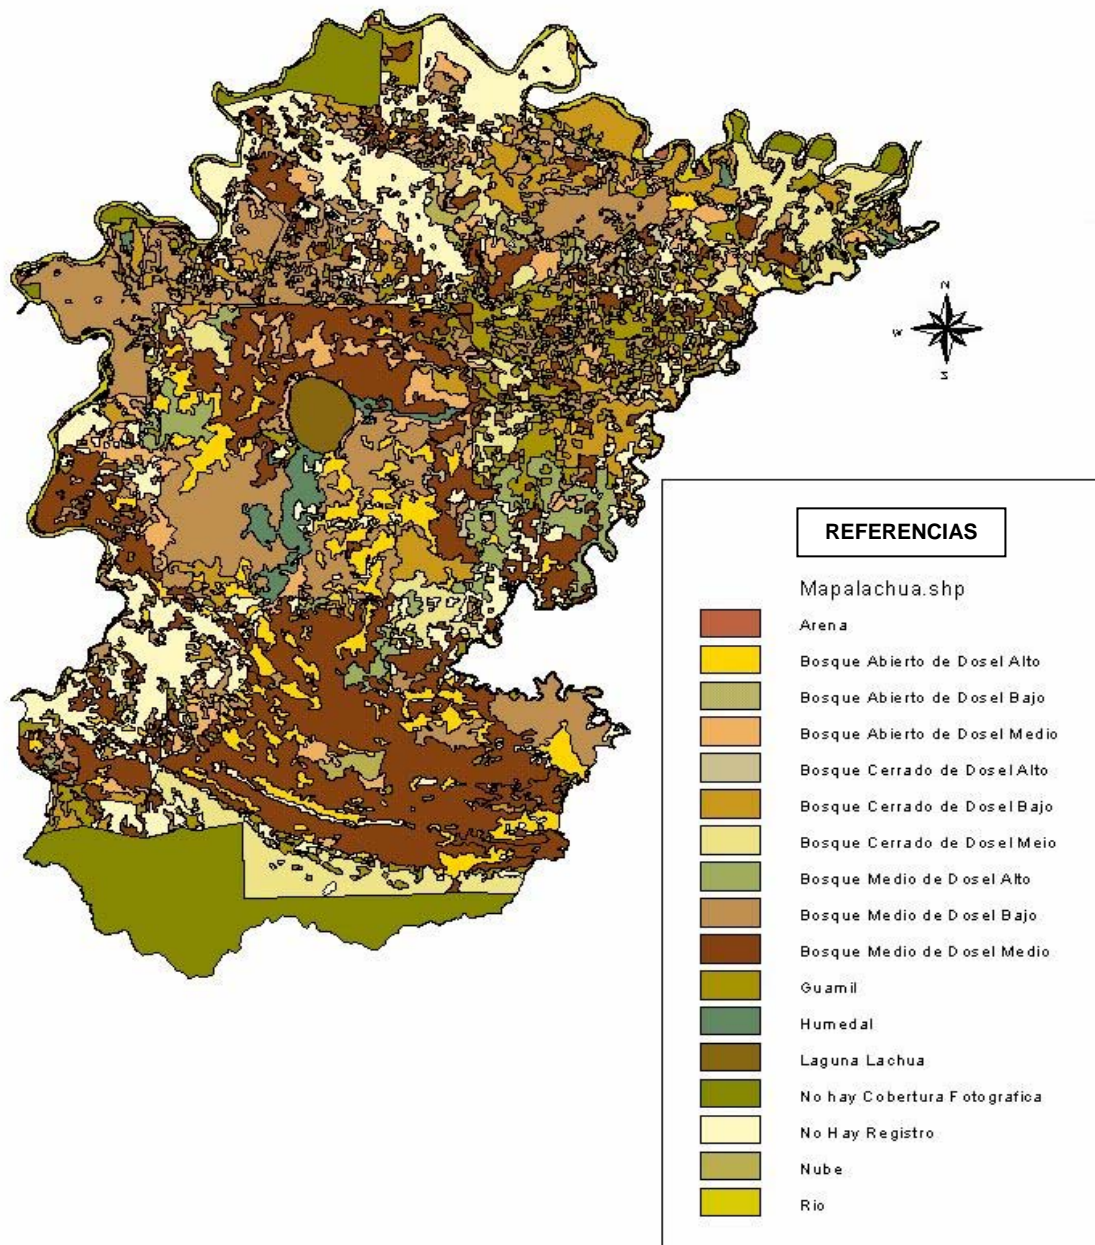 N
W
S
REFERENCIAS
Mapalachua.shp
Arena
Bosque Abierto de Dosel Alto
Bosque Abierto de Dosel Bajo
Bosque Abierto de Dosel Medio
Bosque Cerrado de Dosel Alto
Bosque Cerrado de Dosel Bajo
Bosque Cerrado de Dosel Meio
Bosque Medio de Dosel Alto
Bosque Medio de Dosel Bajo
Bosque Medio de Dosel Medio
Guamil
Humedal
Laguna Lachua
No hay Cobertura Fotografica
No Hay Registro
Nube
Rio